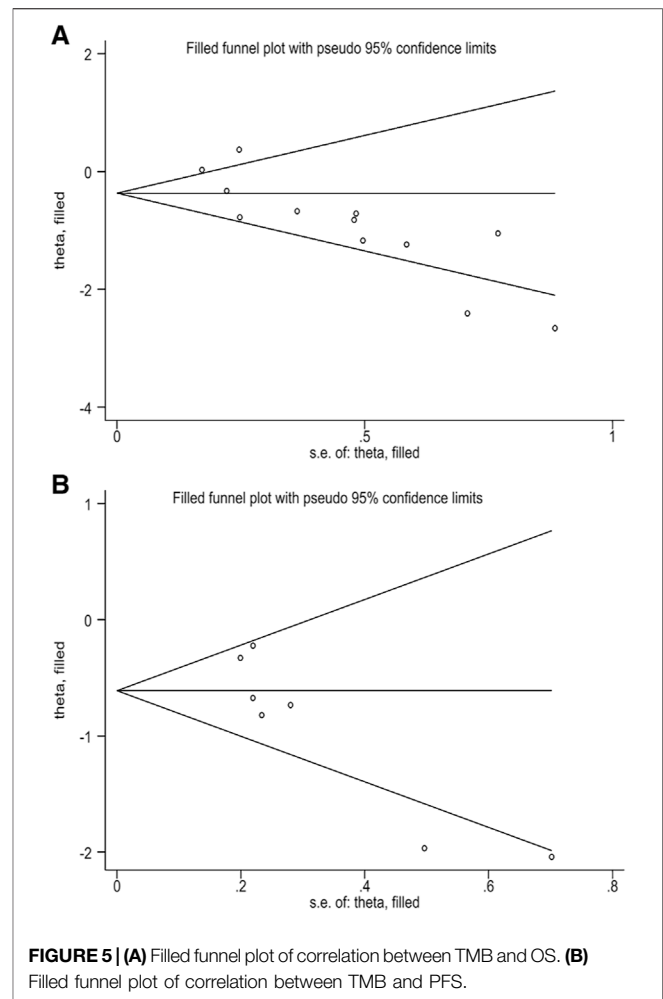 A
Filled funnel plot with pseudo 95% confidence limits
2
0
-2
-4
theta, filled
0
.5
1
s.e. of: theta, filled
B
Filled funnel plot with pseudo 95% confidence limits
1
0
-1
-2
theta, filled
0
.2
.4
.6
.8
s.e. of: theta, filled
FIGURE 5 | (A) Filled funnel plot of correlation between TMB and OS. (B)
Filled funnel plot of correlation between TMB and PFS.